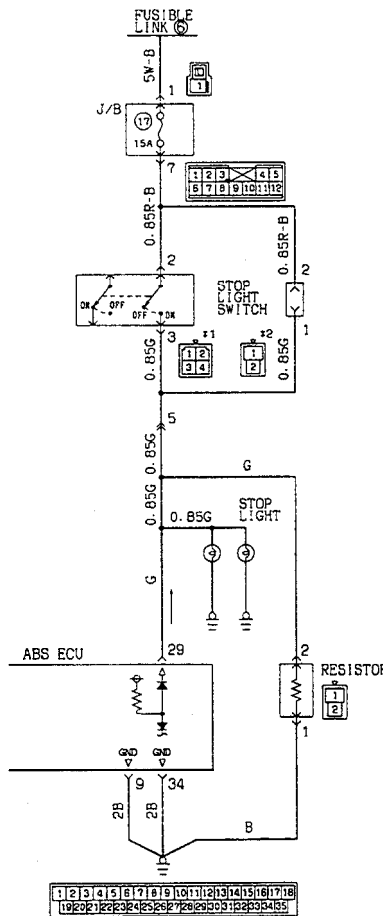 FUSIBLE
LINK ⑥
5W-B
1
1
J/B
⑰
15A
7
1 2 3 4 5
6 7 8 9 10 11 12
0.85R-B
0.85R-B
2
2
STOP
LIGHT
SWITCH
ON
OFF
OFF
ON
3
1
*1
*2
0.85G
1 2
3 4
1
2
0.85G
5
0.85G
G
0.85G
STOP
LIGHT
0.85G
G
29
ABS ECU
2
RESISTOR
1
2
1
GND
GND
9
34
2B
2B
B
1 2 3 4 5 6 7 8 9 10 11 12 13 14 15 16 17 18
19 20 21 22 23 24 25 26 27 28 29 30 31 32 33 34 35